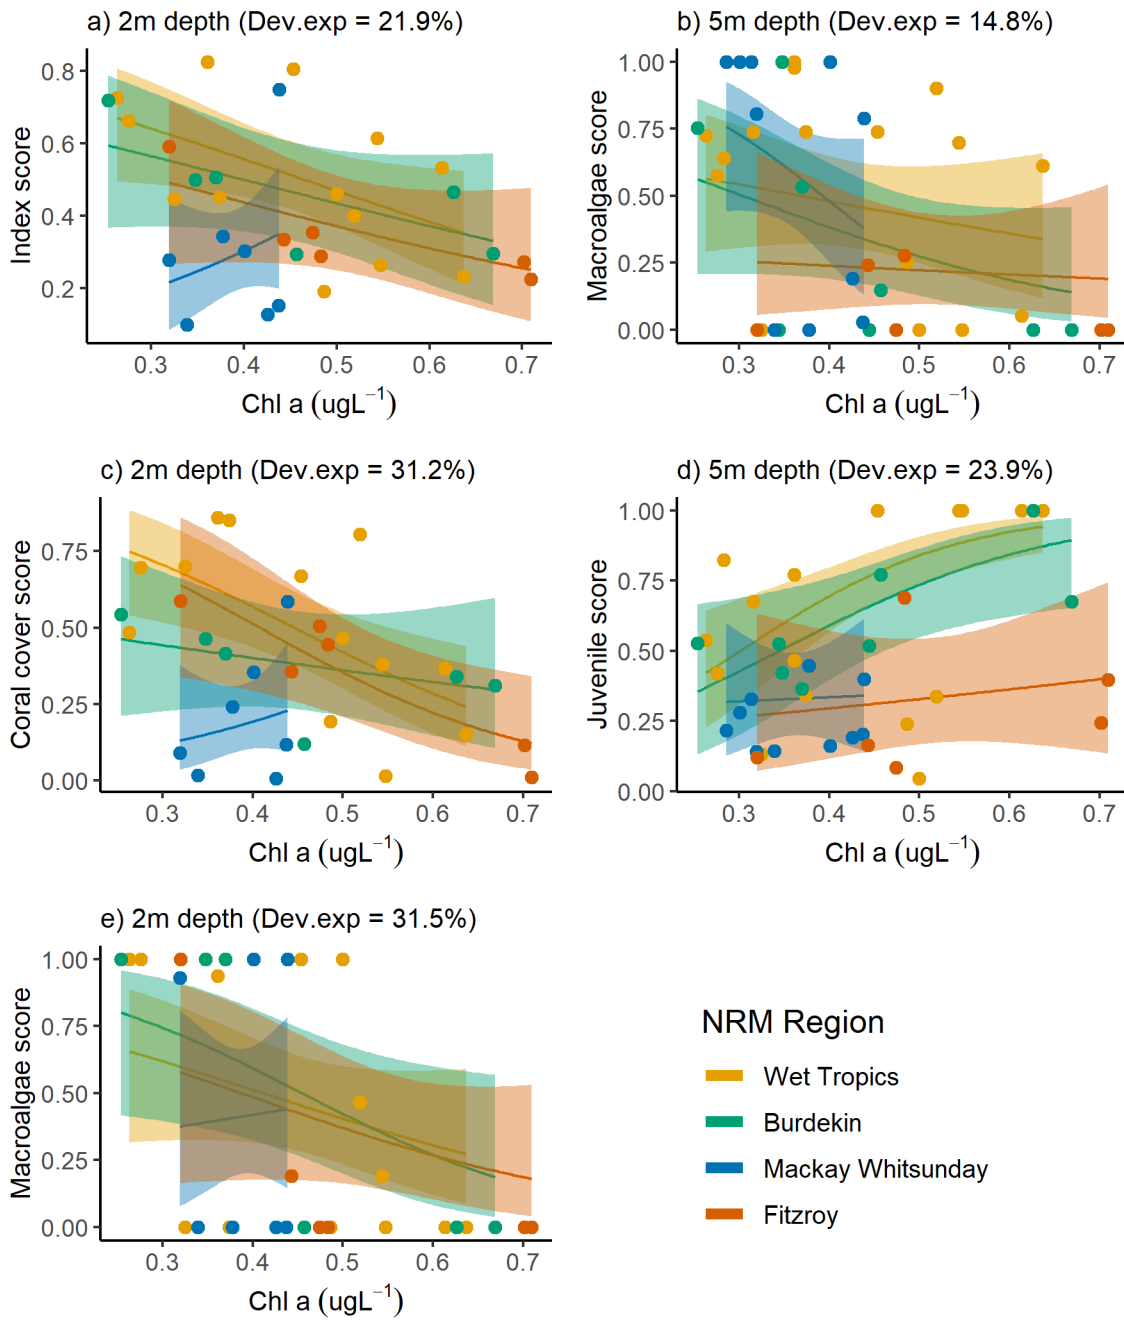 a) 2m depth (Dev.exp = 21.9%)
Index score
0.8
0.6
0.4
0.2
0.3 0.4 0.5 0.6 0.7
Chl a (ugL⁻¹)
b) 5m depth (Dev.exp = 14.8%)
Macroalgae score
1.00
0.75
0.50
0.25
0.00
0.3 0.4 0.5 0.6 0.7
Chl a (ugL⁻¹)
c) 2m depth (Dev.exp = 31.2%)
Coral cover score
0.75
0.50
0.25
0.00
0.3 0.4 0.5 0.6 0.7
Chl a (ugL⁻¹)
d) 5m depth (Dev.exp = 23.9%)
Juvenile score
1.00
0.75
0.50
0.25
0.00
0.3 0.4 0.5 0.6 0.7
Chl a (ugL⁻¹)
e) 2m depth (Dev.exp = 31.5%)
Macroalgae score
1.00
0.75
0.50
0.25
0.00
0.3 0.4 0.5 0.6 0.7
Chl a (ugL⁻¹)
NRM Region
Wet Tropics
Burdekin
Mackay Whitsunday
Fitzroy